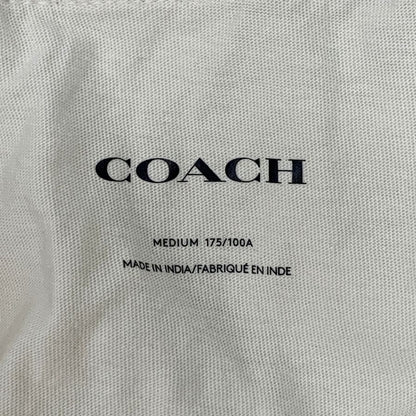 COACH
MEDIUM 175/100A
MADE IN INDIA/FABRIQUÉ EN INDE